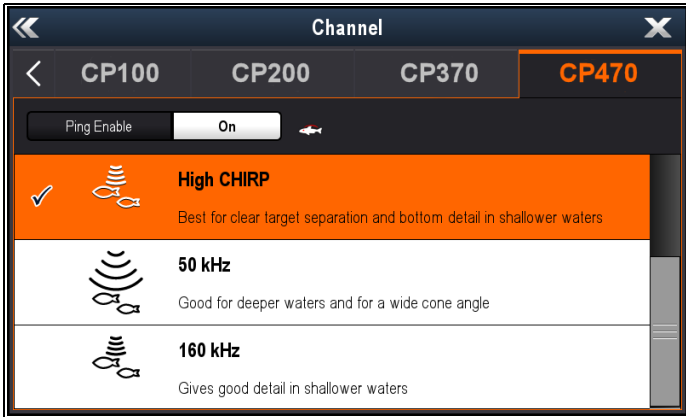 Channel
CP100 CP200 CP370 CP470
Ping Enable On
High CHIRP
Best for clear target separation and bottom detail in shallower waters
50 kHz
Good for deeper waters and for a wide cone angle
160 kHz
Gives good detail in shallower waters